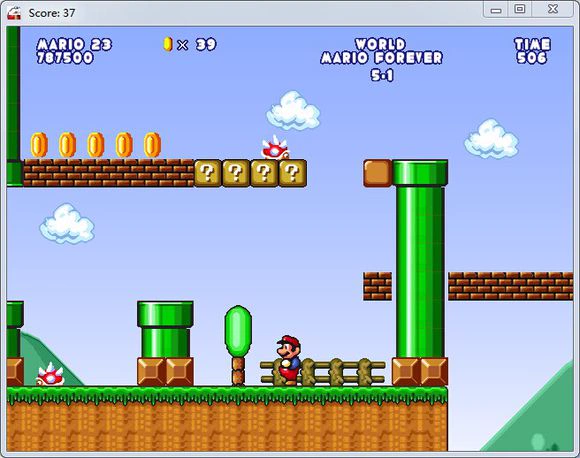 Score: 37
MARIO 23
787500
× 39
WORLD
MARIO FOREVER
5-1
TIME
506
? ? ? ?